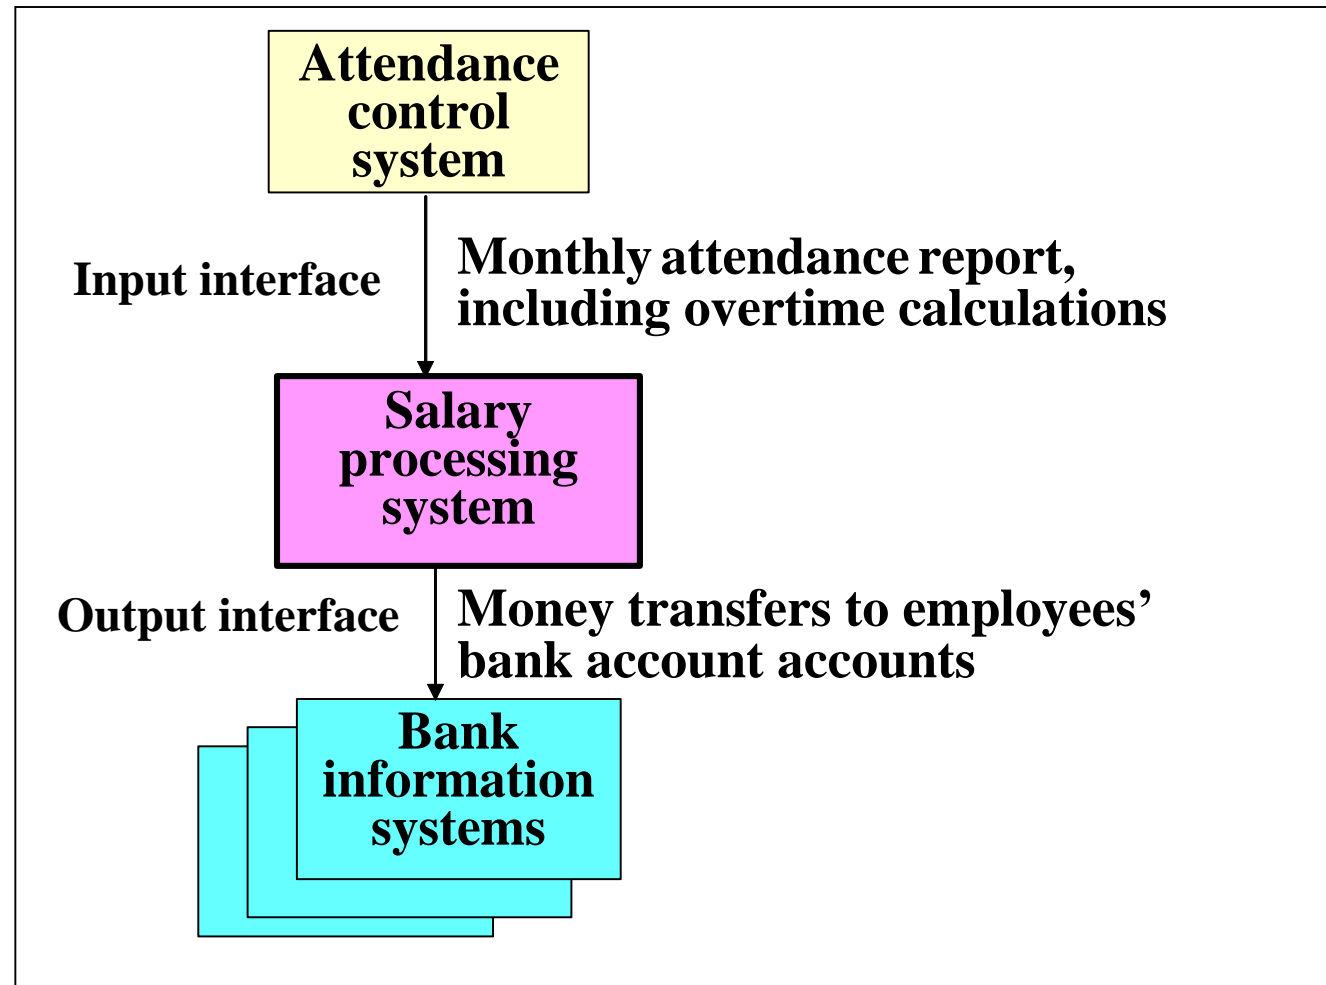 Attendance
control
system
Input interface
Monthly attendance report,
including overtime calculations
Salary
processing
system
Output interface
Money transfers to employees’
bank account accounts
Bank
information
systems